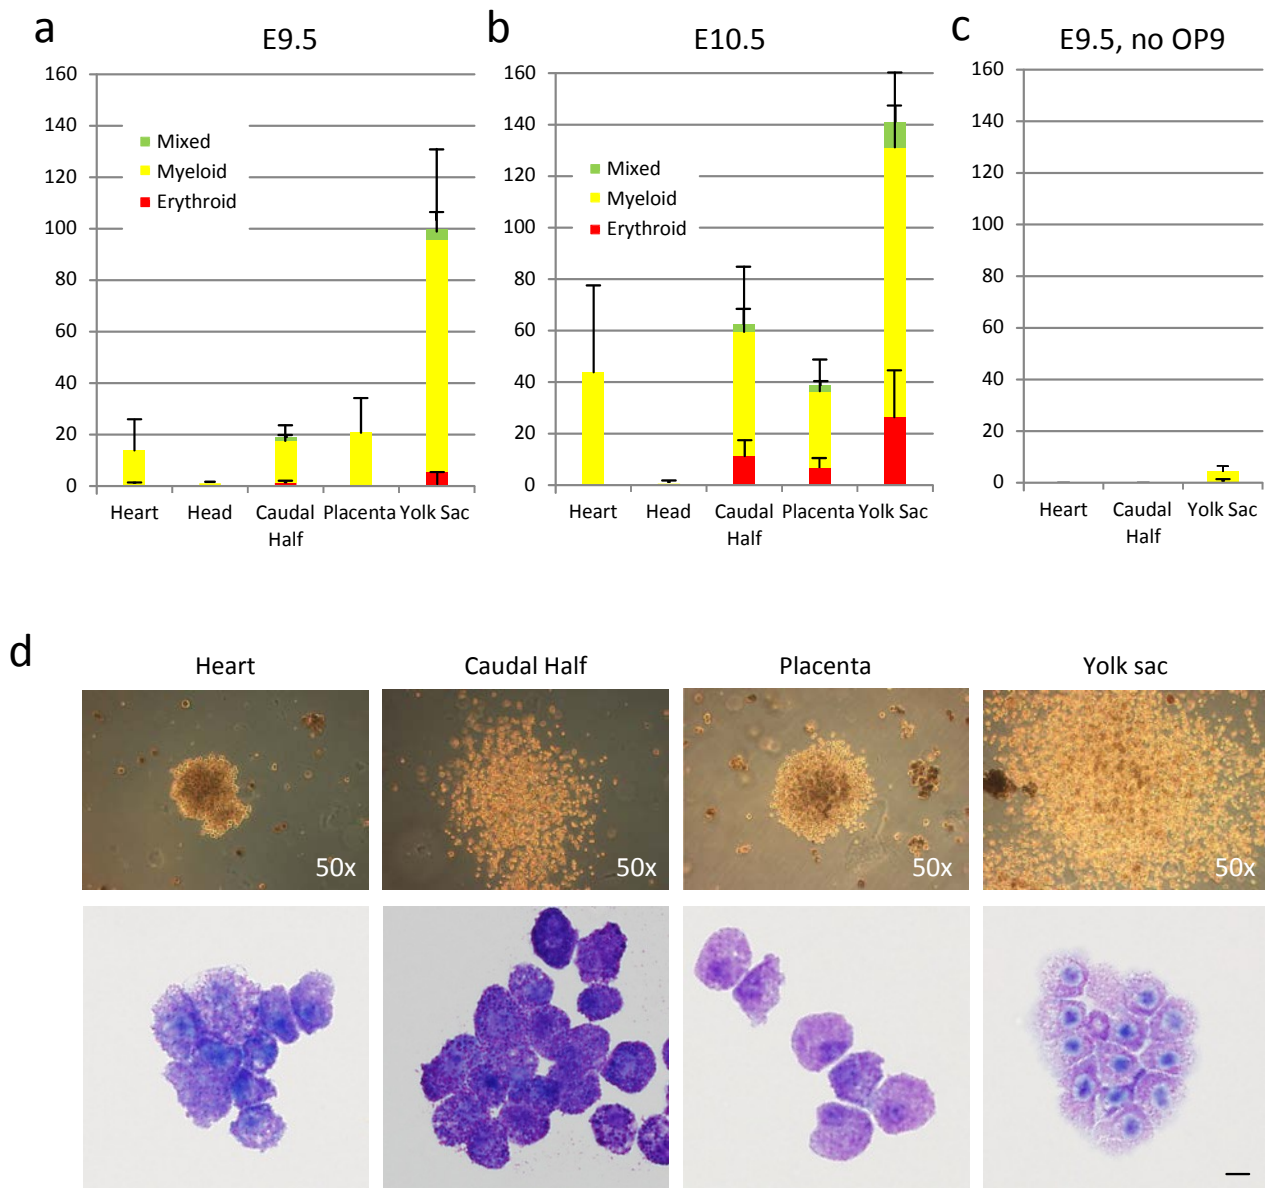 a
E9.5
160
140
120
100
80
60
40
20
0
Mixed
Myeloid
Erythroid
Heart
Head
Caudal
Half
Placenta
Yolk Sac
b
E10.5
160
140
120
100
80
60
40
20
0
Mixed
Myeloid
Erythroid
Heart
Head
Caudal
Half
Placenta
Yolk Sac
c
E9.5, no OP9
160
140
120
100
80
60
40
20
0
Heart
Caudal
Half
Yolk Sac
d
Heart
Caudal Half
Placenta
Yolk sac
50x
50x
50x
50x